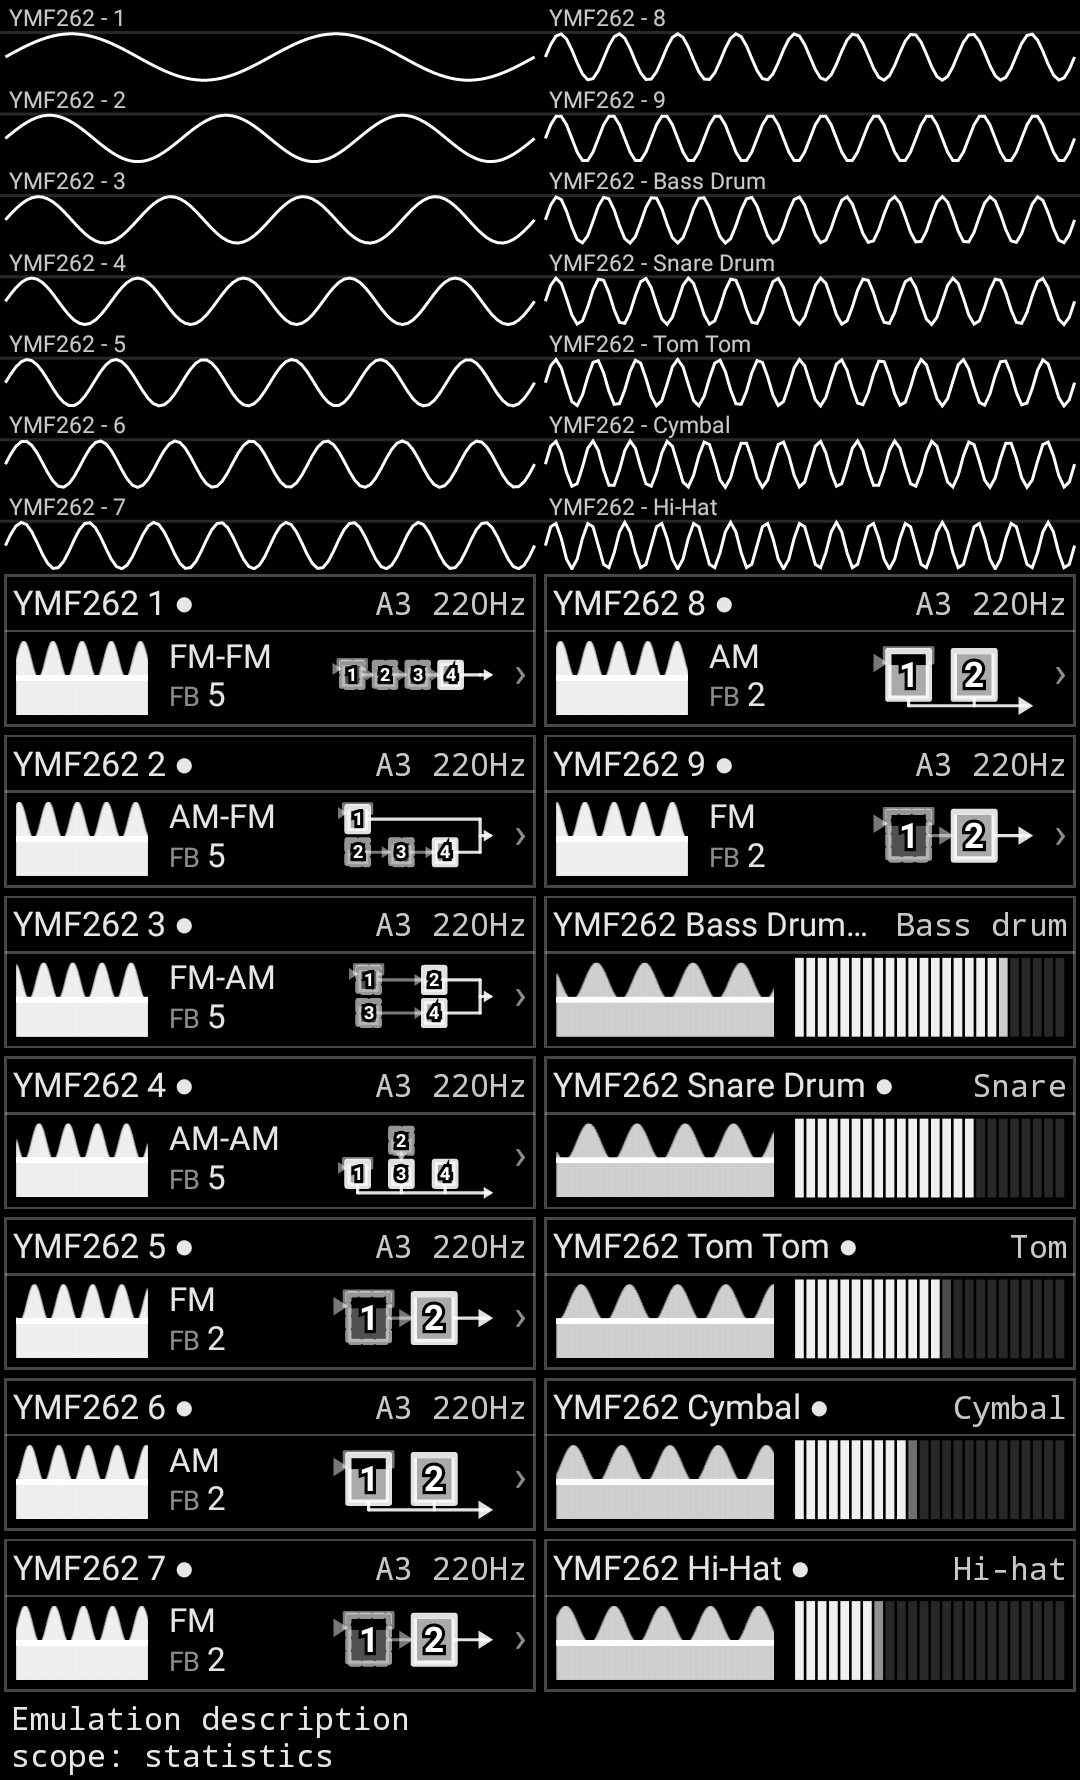 YMF262 - 1
YMF262 - 2
YMF262 - 3
YMF262 - 4
YMF262 - 5
YMF262 - 6
YMF262 - 7
YMF262 - 8
YMF262 - 9
YMF262 - Bass Drum
YMF262 - Snare Drum
YMF262 - Tom Tom
YMF262 - Cymbal
YMF262 - Hi-Hat
YMF262 1 ● A3 220Hz
FM-FM
FB 5
1 2 3 4
YMF262 2 ● A3 220Hz
AM-FM
FB 5
1
2 3 4
YMF262 3 ● A3 220Hz
FM-AM
FB 5
1 2
3 4
YMF262 4 ● A3 220Hz
AM-AM
FB 5
2
1 3 4
YMF262 5 ● A3 220Hz
FM
FB 2
1 2
YMF262 6 ● A3 220Hz
AM
FB 2
1 2
YMF262 7 ● A3 220Hz
FM
FB 2
1 2
YMF262 8 ● A3 220Hz
AM
FB 2
1 2
YMF262 9 ● A3 220Hz
FM
FB 2
1 2
YMF262 Bass Drum... Bass drum
YMF262 Snare Drum ● Snare
YMF262 Tom Tom ● Tom
YMF262 Cymbal ● Cymbal
YMF262 Hi-Hat ● Hi-hat
Emulation description
scope: statistics